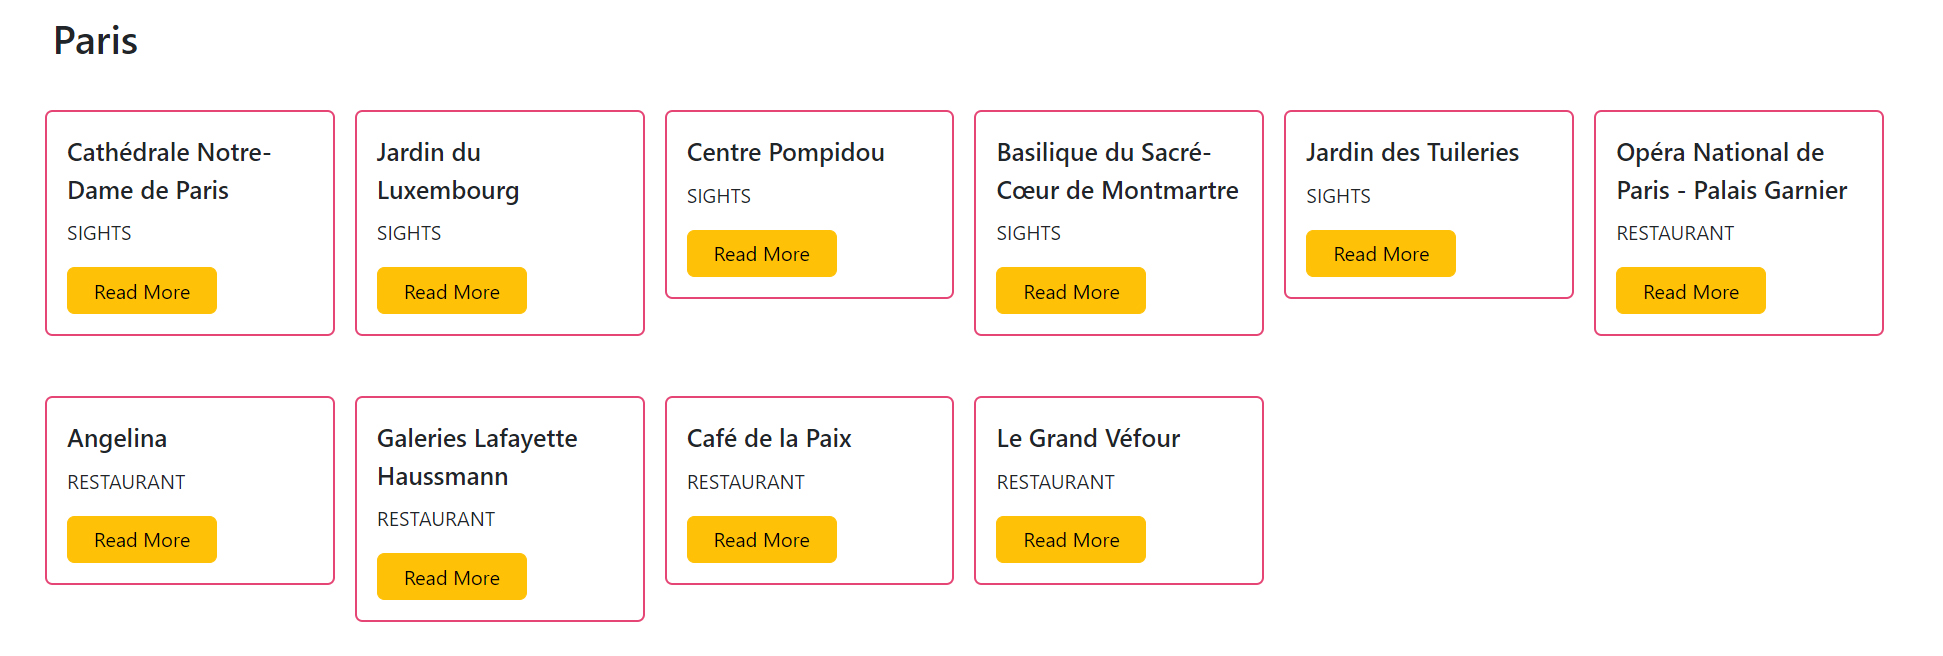 Paris
Cathédrale Notre-
Dame de Paris
SIGHTS
Read More
Jardin du
Luxembourg
SIGHTS
Read More
Centre Pompidou
SIGHTS
Read More
Basilique du Sacré-
Cœur de Montmartre
SIGHTS
Read More
Jardin des Tuileries
SIGHTS
Read More
Opéra National de
Paris - Palais Garnier
RESTAURANT
Read More
Angelina
RESTAURANT
Read More
Galeries Lafayette
Haussmann
RESTAURANT
Read More
Café de la Paix
RESTAURANT
Read More
Le Grand Véfour
RESTAURANT
Read More